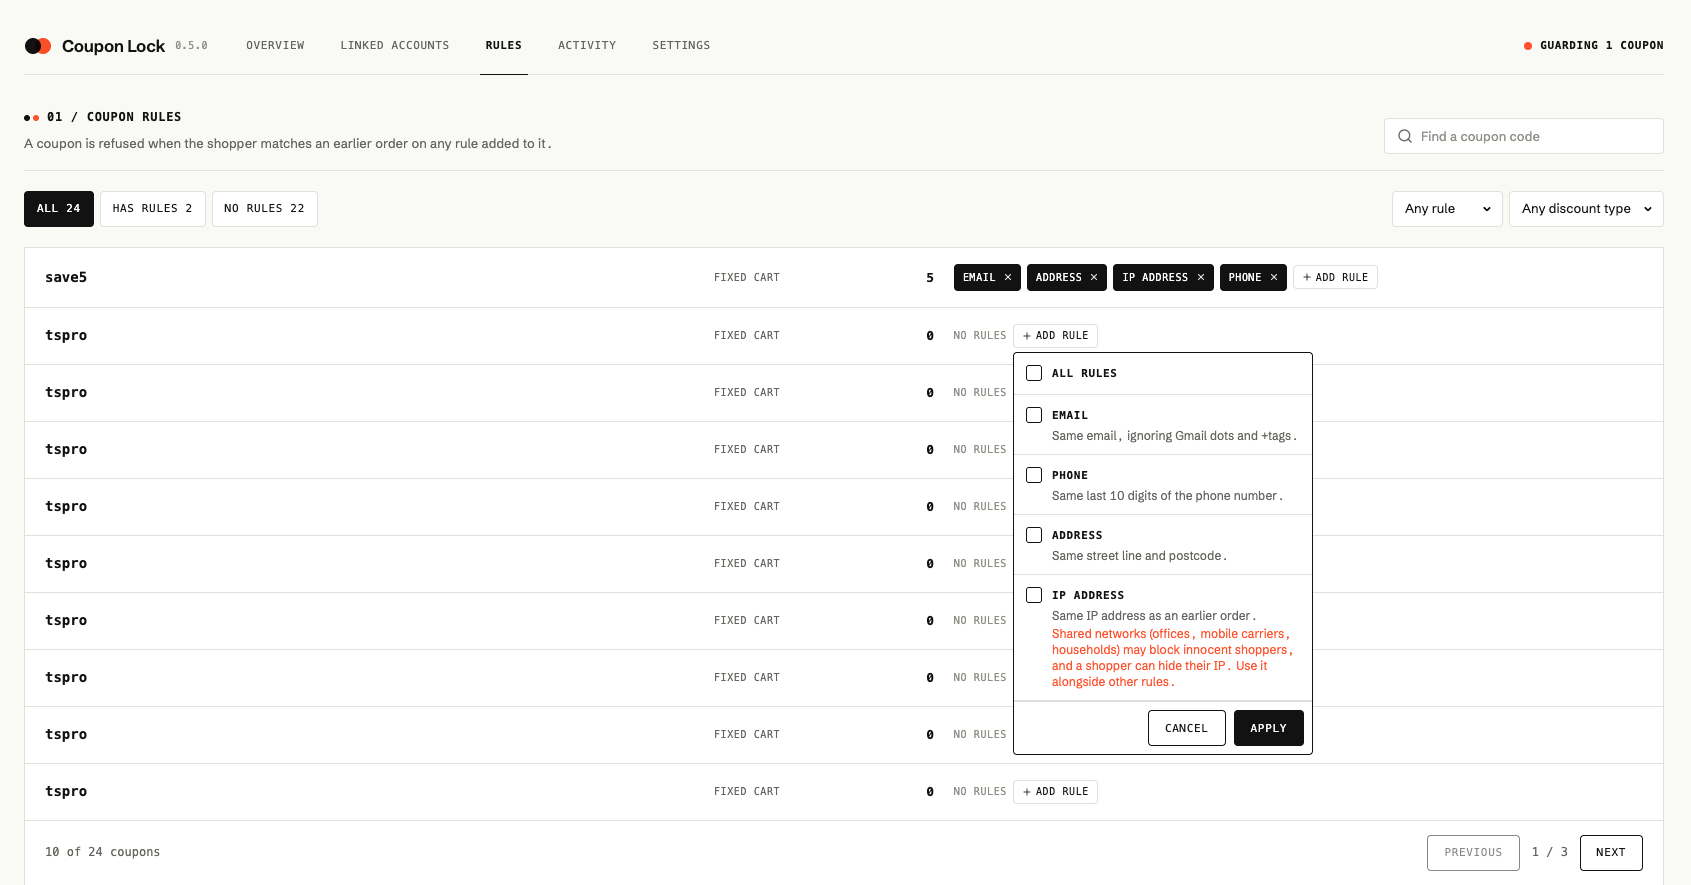 Coupon Lock 0.5.0 OVERVIEW LINKED ACCOUNTS RULES ACTIVITY SETTINGS GUARDING 1 COUPON
01 / COUPON RULES
A coupon is refused when the shopper matches an earlier order on any rule added to it.
Find a coupon code
ALL 24 HAS RULES 2 NO RULES 22 Any rule Any discount type
save5 FIXED CART 5 EMAIL × ADDRESS × IP ADDRESS × PHONE × + ADD RULE
tspro FIXED CART 0 NO RULES + ADD RULE
ALL RULES
tspro FIXED CART 0 NO RULES
EMAIL
Same email, ignoring Gmail dots and +tags.
tspro FIXED CART 0 NO RULES
PHONE
Same last 10 digits of the phone number.
tspro FIXED CART 0 NO RULES
ADDRESS
Same street line and postcode.
tspro FIXED CART 0 NO RULES
IP ADDRESS
Same IP address as an earlier order.
tspro FIXED CART 0 NO RULES
Shared networks (offices, mobile carriers,
households) may block innocent shoppers,
and a shopper can hide their IP. Use it
alongside other rules.
tspro FIXED CART 0 NO RULES
CANCEL APPLY
tspro FIXED CART 0 NO RULES
tspro FIXED CART 0 NO RULES + ADD RULE
10 of 24 coupons PREVIOUS 1 / 3 NEXT